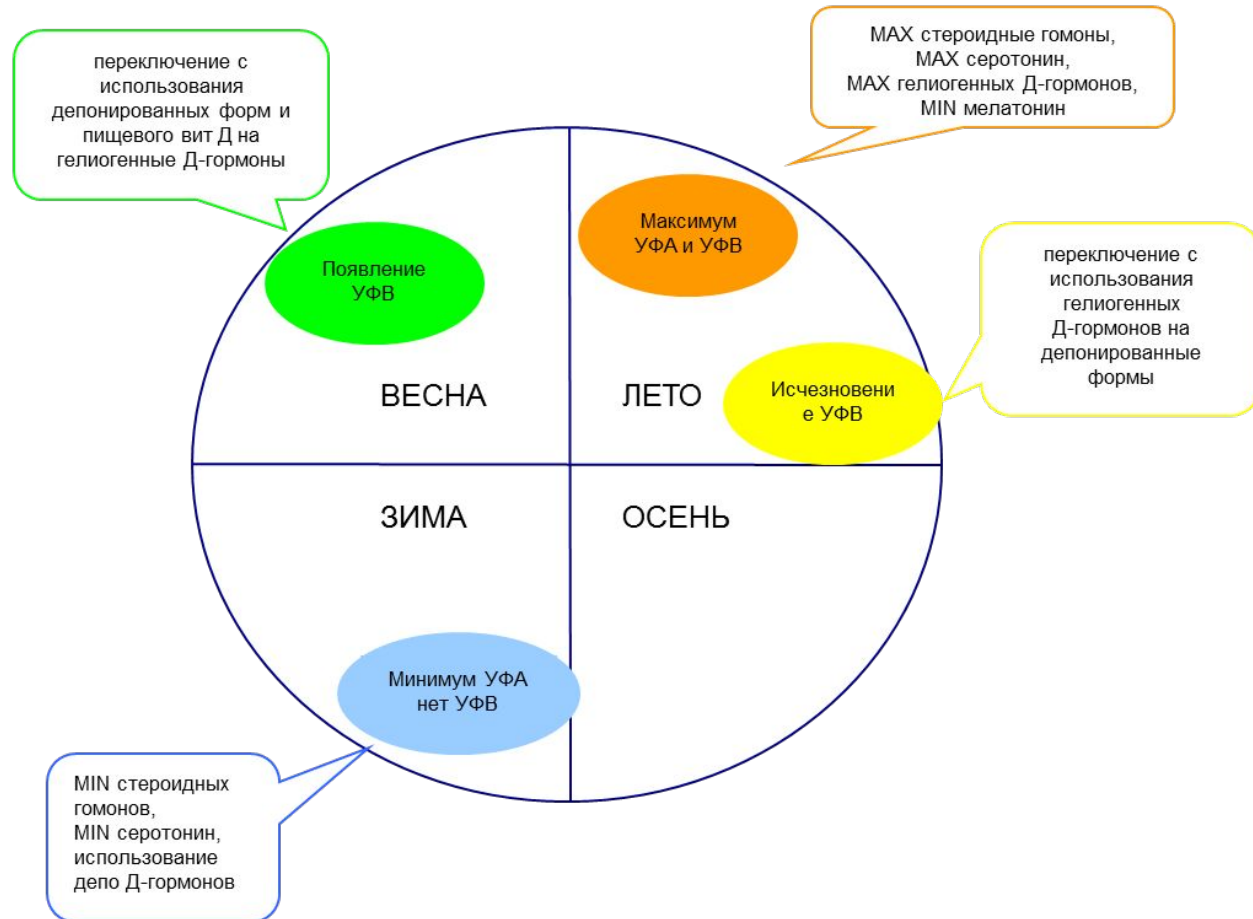 переключение с
использования
депонированных форм и
пищевого вит Д на
гелиогенные Д-гормоны
MAX стероидные гомоны,
MAX серотонин,
MAX гелиогенных Д-гормонов,
MIN мелатонин
Появление
УФВ
Максимум
УФА и УФВ
переключение с
использования
гелиогенных
Д-гормонов на
депонированные
формы
Исчезновени
е УФВ
ВЕСНА
ЛЕТО
ЗИМА
ОСЕНЬ
Минимум УФА
нет УФВ
MIN стероидных
гомонов,
MIN серотонин,
использование
депо Д-гормонов